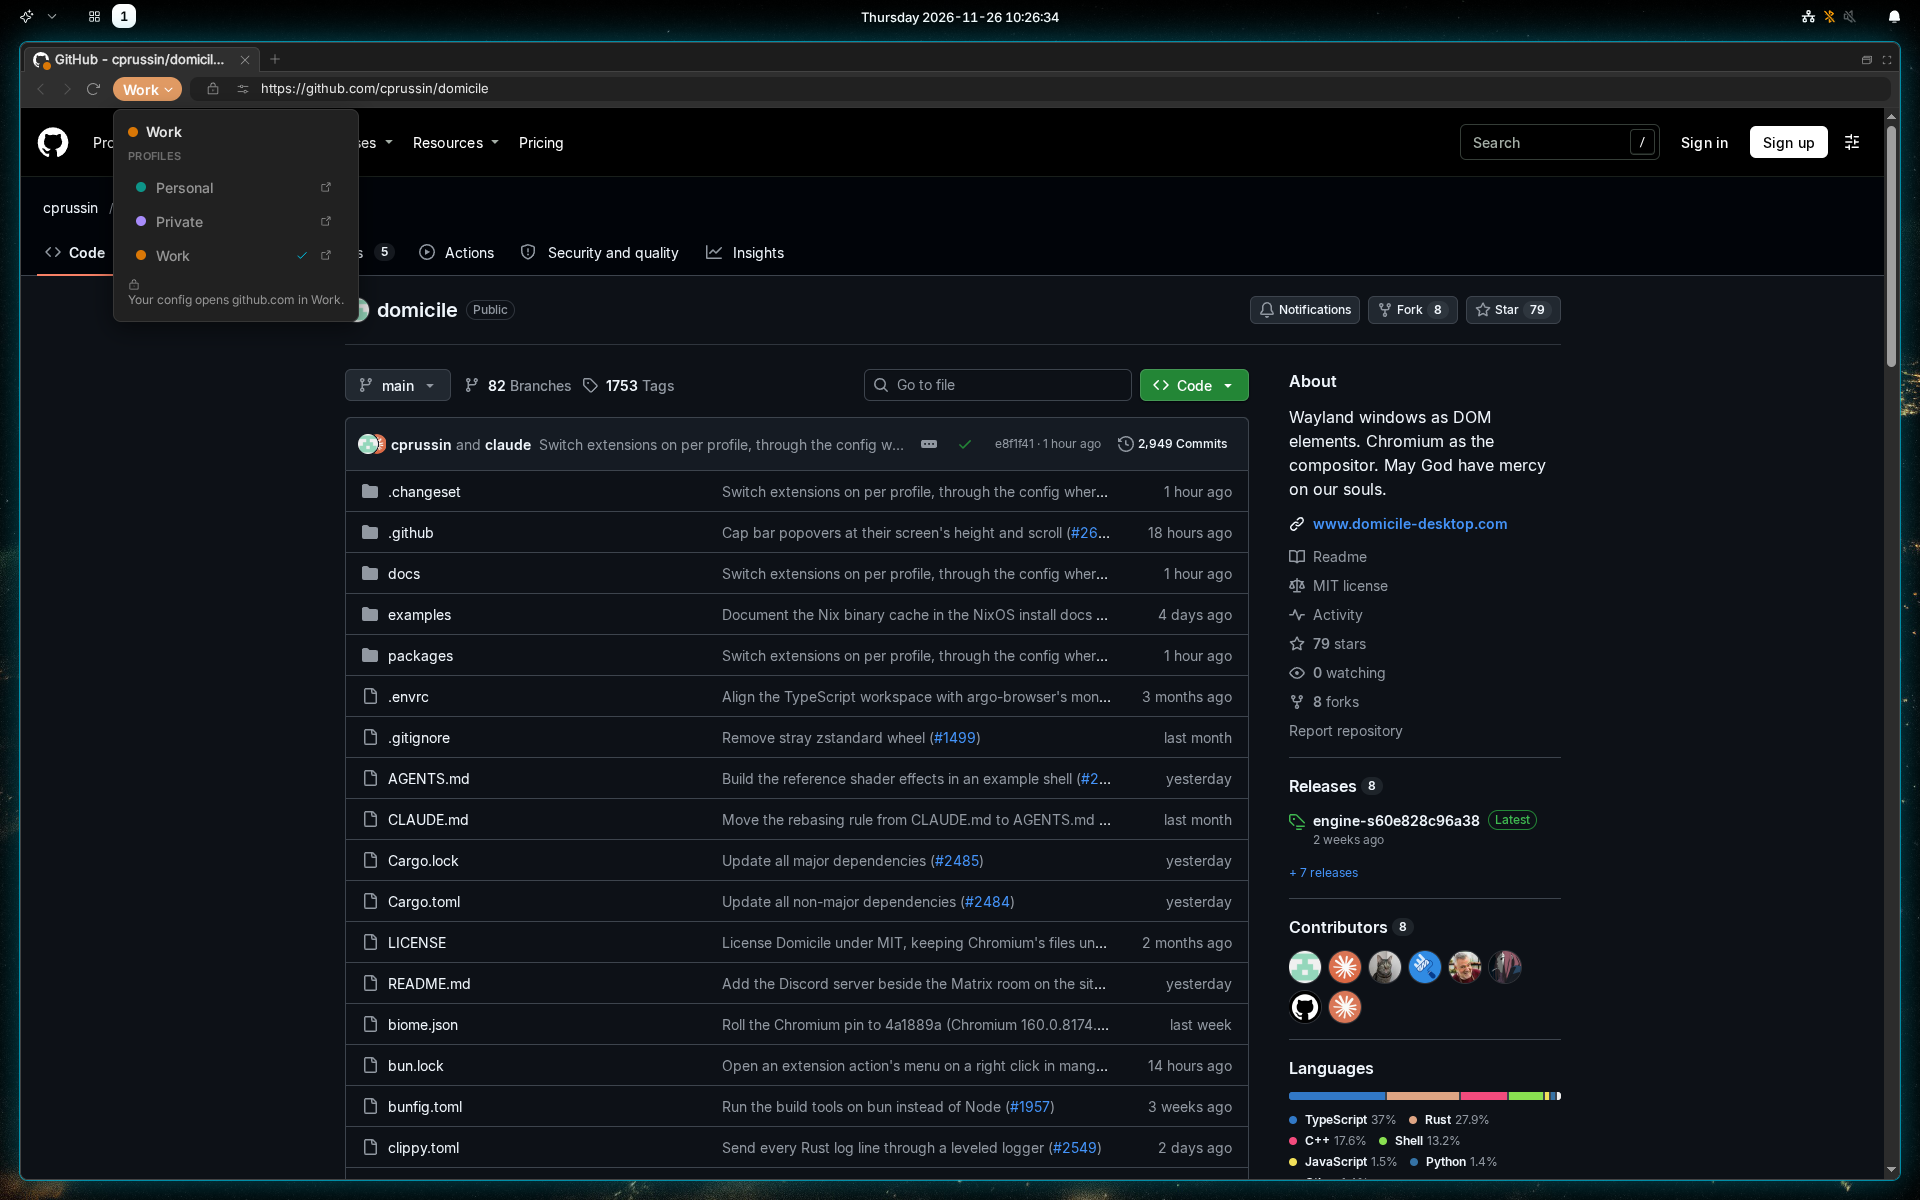 1
Thursday 2026-11-26 10:26:34
GitHub - cprussin/domicil...
Work
https://github.com/cprussin/domicile
Resources
Pricing
Search
/
Sign in
Sign up
Work
PROFILES
Personal
Private
Work
Your config opens github.com in Work.
cprussin /
Code
5
Actions
Security and quality
Insights
domicile
Public
Notifications
Fork 8
Star 79
main
82 Branches
1753 Tags
Go to file
Code
cprussin and claude Switch extensions on per profile, through the config w...
e8f1f41 · 1 hour ago
2,949 Commits
.changeset Switch extensions on per profile, through the config wher... 1 hour ago
.github Cap bar popovers at their screen's height and scroll (#26... 18 hours ago
docs Switch extensions on per profile, through the config wher... 1 hour ago
examples Document the Nix binary cache in the NixOS install docs ... 4 days ago
packages Switch extensions on per profile, through the config wher... 1 hour ago
.envrc Align the TypeScript workspace with argo-browser's mon... 3 months ago
.gitignore Remove stray zstandard wheel (#1499) last month
AGENTS.md Build the reference shader effects in an example shell (#2... yesterday
CLAUDE.md Move the rebasing rule from CLAUDE.md to AGENTS.md ... last month
Cargo.lock Update all major dependencies (#2485) yesterday
Cargo.toml Update all non-major dependencies (#2484) yesterday
LICENSE License Domicile under MIT, keeping Chromium's files un... 2 months ago
README.md Add the Discord server beside the Matrix room on the sit... yesterday
biome.json Roll the Chromium pin to 4a1889a (Chromium 160.0.8174.... last week
bun.lock Open an extension action's menu on a right click in mang... 14 hours ago
bunfig.toml Run the build tools on bun instead of Node (#1957) 3 weeks ago
clippy.toml Send every Rust log line through a leveled logger (#2549) 2 days ago
About
Wayland windows as DOM
elements. Chromium as the
compositor. May God have mercy
on our souls.
www.domicile-desktop.com
Readme
MIT license
Activity
79 stars
0 watching
8 forks
Report repository
Releases 8
engine-s60e828c96a38 Latest
2 weeks ago
+ 7 releases
Contributors 8
Languages
TypeScript 37% Rust 27.9%
C++ 17.6% Shell 13.2%
JavaScript 1.5% Python 1.4%